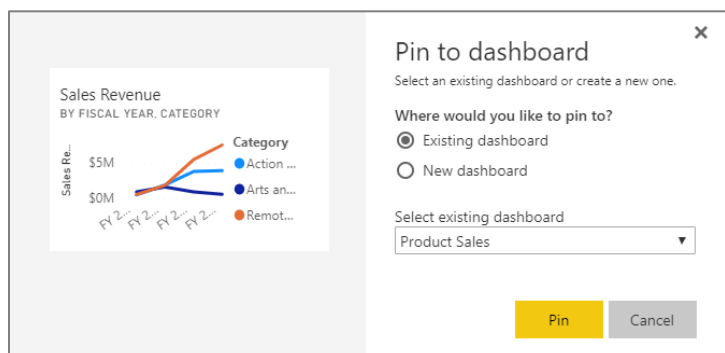 Sales Revenue
BY FISCAL YEAR, CATEGORY
Sales Re...
$5M
$0M
FY 2... FY 2... FY 2... FY 2...
Category
Action ...
Arts an...
Remot...
Pin to dashboard
Select an existing dashboard or create a new one.
Where would you like to pin to?
Existing dashboard
New dashboard
Select existing dashboard
Product Sales
Pin
Cancel